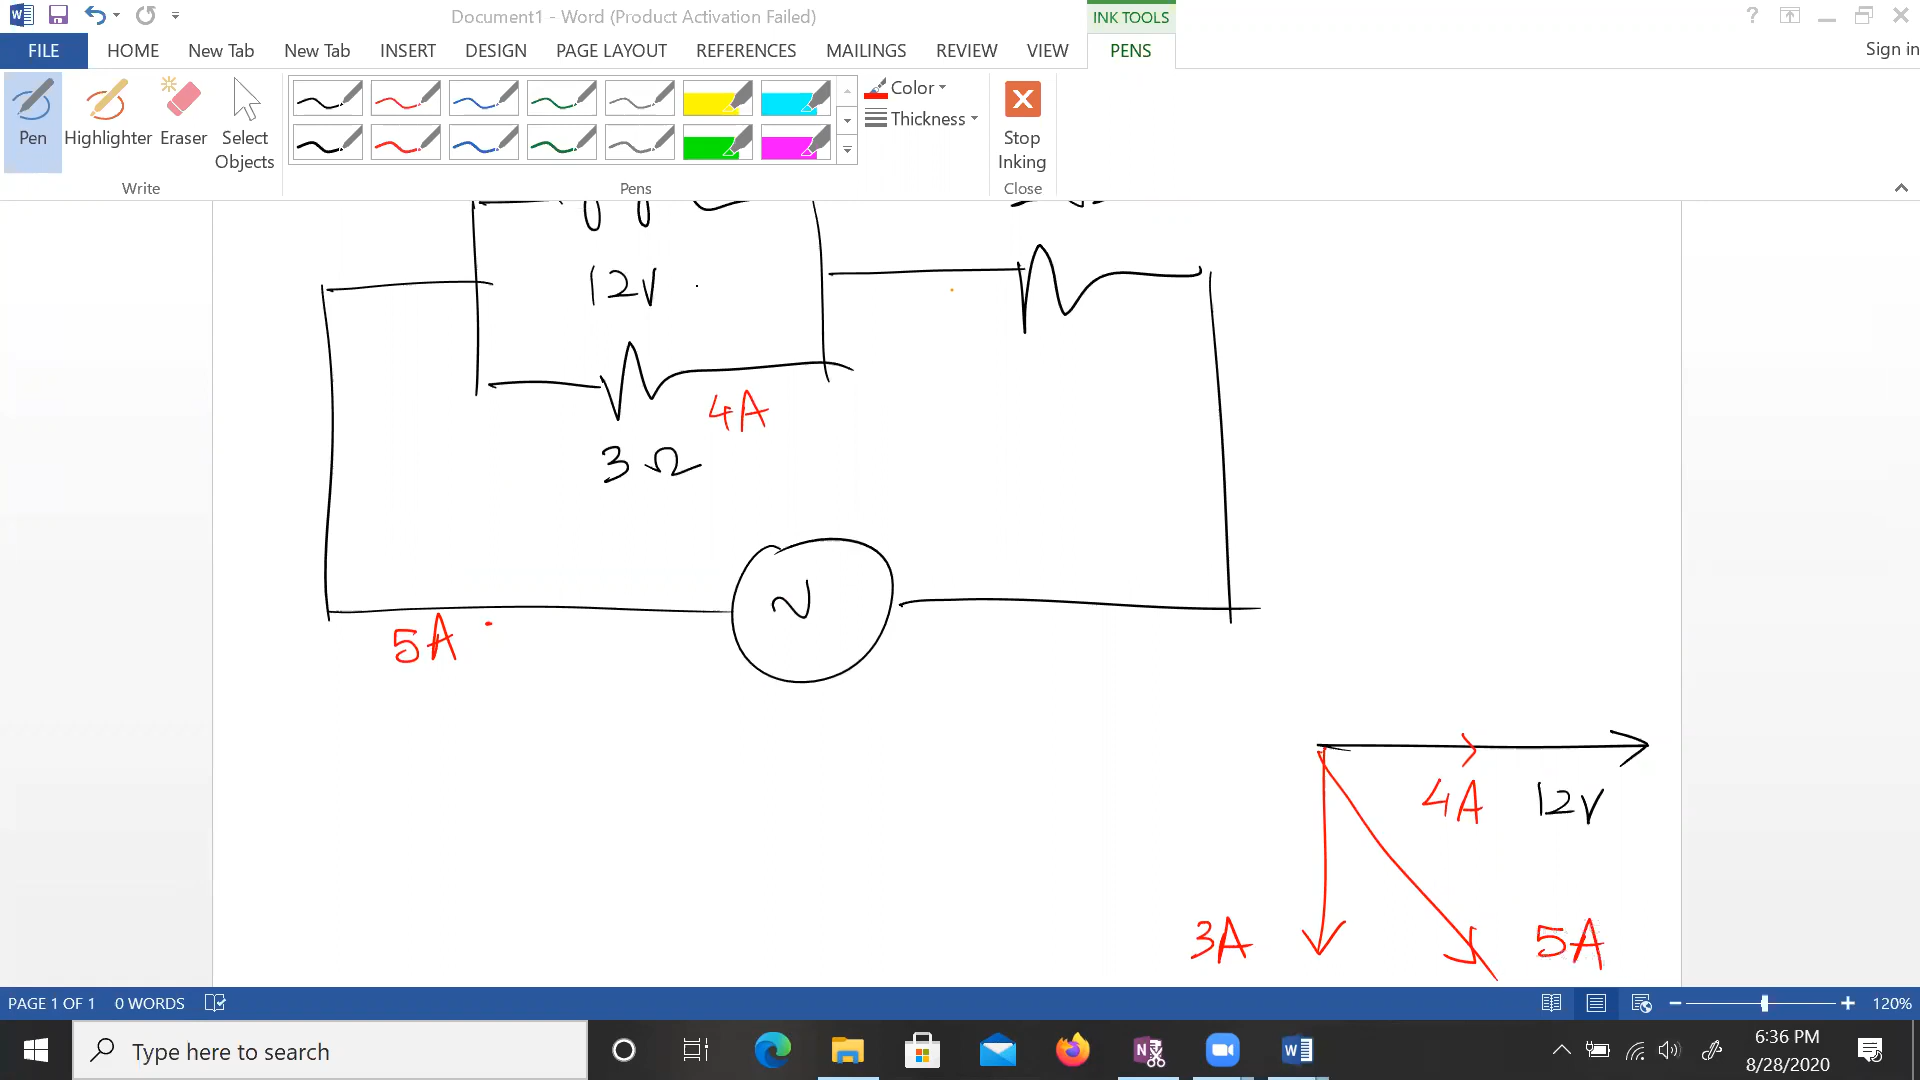 Document1 - Word (Product Activation Failed)
INK TOOLS
FILE HOME New Tab New Tab INSERT DESIGN PAGE LAYOUT REFERENCES MAILINGS REVIEW VIEW PENS Sign in
Pen Highlighter Eraser Select Objects
Color
Thickness
Stop Inking
Write Pens Close
12V
4A
3 Ω
5A
4A 12V
3A 5A
PAGE 1 OF 1 0 WORDS 120%
Type here to search
6:36 PM
8/28/2020